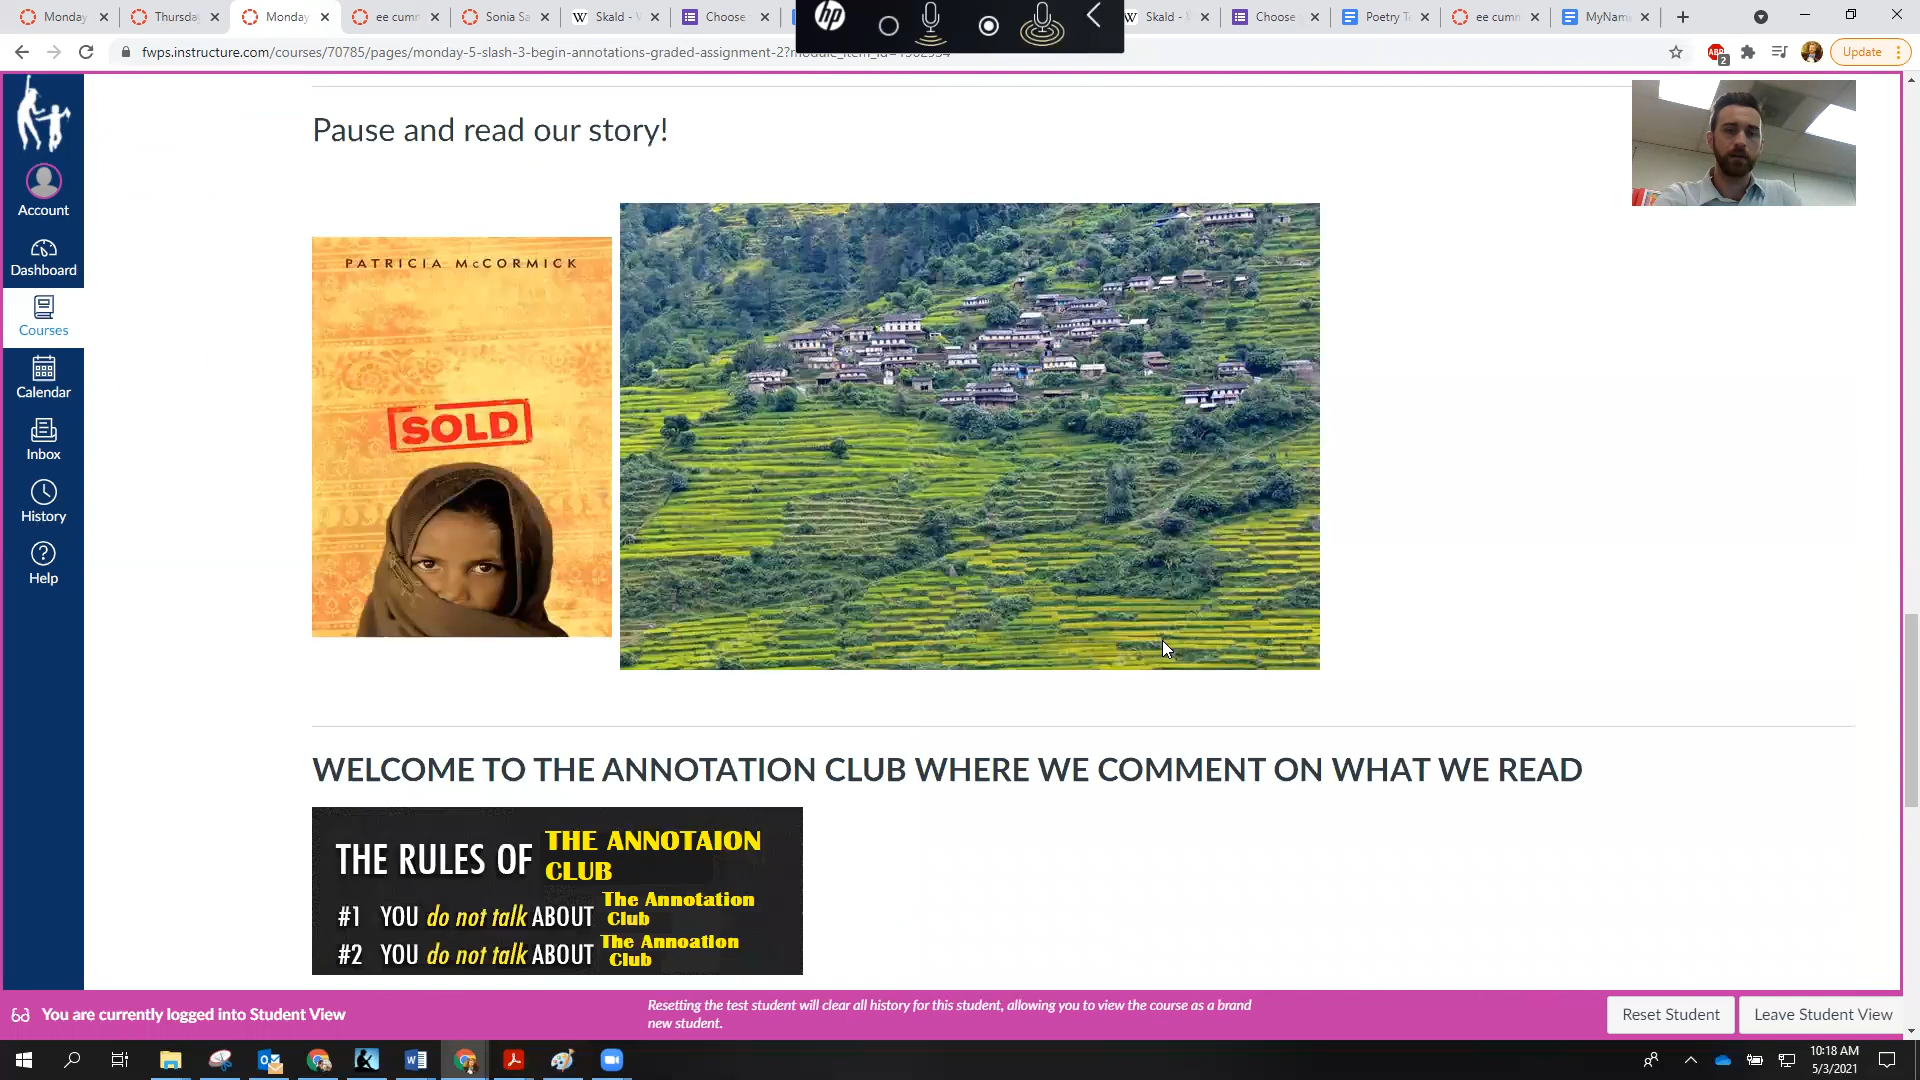 Monday
Thursday
Monday
ee cumm
Sonia Sa
Skald -
Choose
hp
Skald -
Choose
Poetry T
ee cumm
MyNam
fwps.instructure.com/courses/70785/pages/monday-5-slash-3-begin-annotations-graded-assignment-2?module_item_id=
ABP
2
Update
Pause and read our story!
Account
Dashboard
Courses
Calendar
Inbox
History
Help
PATRICIA McCORMICK
SOLD
WELCOME TO THE ANNOTATION CLUB WHERE WE COMMENT ON WHAT WE READ
THE RULES OF THE ANNOTAION
CLUB
#1 YOU do not talk ABOUT The Annotation
Club
#2 YOU do not talk ABOUT The Annoation
Club
You are currently logged into Student View
Resetting the test student will clear all history for this student, allowing you to view the course as a brand
new student.
Reset Student
Leave Student View
10:18 AM
5/3/2021